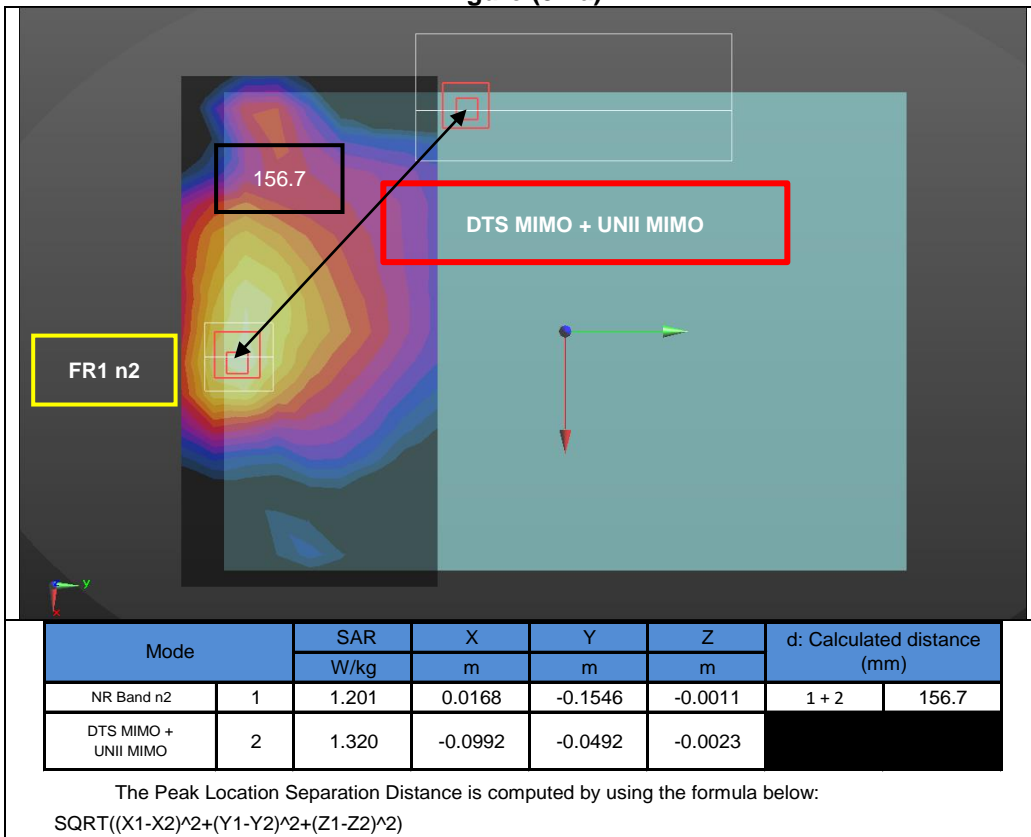 156.7
DTS MIMO + UNII MIMO
FR1 n2
y
x
Mode SAR X Y Z d: Calculated distance (mm)
W/kg m m m
NR Band n2 1 1.201 0.0168 -0.1546 -0.0011 1 + 2 156.7
DTS MIMO + UNII MIMO 2 1.320 -0.0992 -0.0492 -0.0023
The Peak Location Separation Distance is computed by using the formula below:
SQRT((X1-X2)^2+(Y1-Y2)^2+(Z1-Z2)^2)